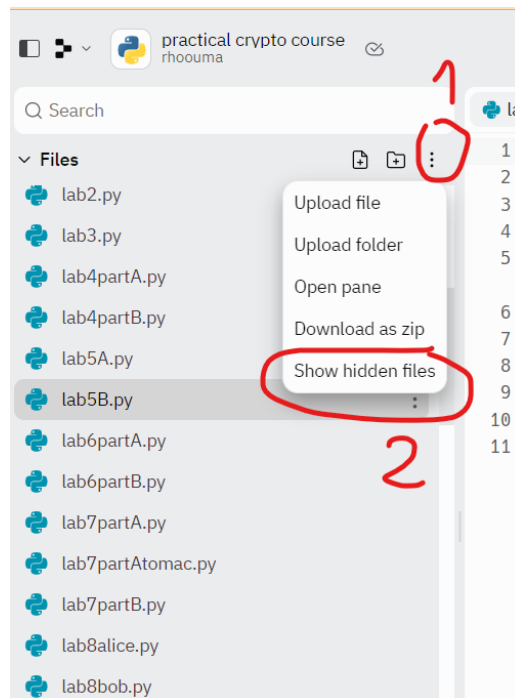 practical crypto course
rhoouma
1
Search
la
Files
1
lab2.py
2
Upload file
3
lab3.py
4
Upload folder
5
lab4partA.py
Open pane
lab4partB.py
6
Download as zip
7
lab5A.py
8
Show hidden files
lab5B.py
9
10
lab6partA.py
11
2
lab6partB.py
lab7partA.py
lab7partAtomac.py
lab7partB.py
lab8alice.py
lab8bob.py